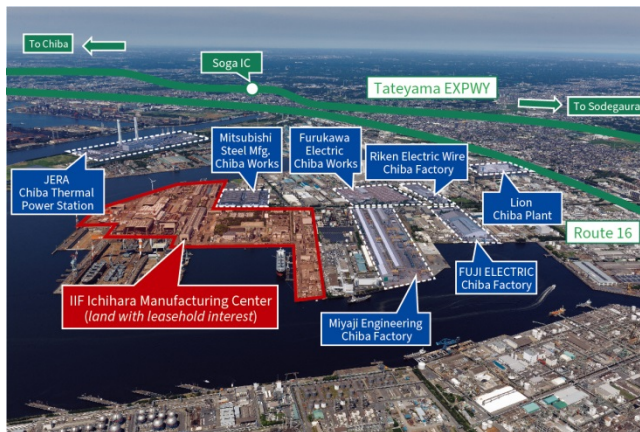 To Chiba
Soga IC
Tateyama EXPWY
To Sodegaura
Mitsubishi
Steel Mfg.
Chiba Works
Furukawa
Electric
Chiba Works
Riken Electric Wire
Chiba Factory
JERA
Chiba Thermal
Power Station
Lion
Chiba Plant
Route 16
IIF Ichihara Manufacturing Center
(land with leasehold interest)
FUJI ELECTRIC
Chiba Factory
Miyaji Engineering
Chiba Factory